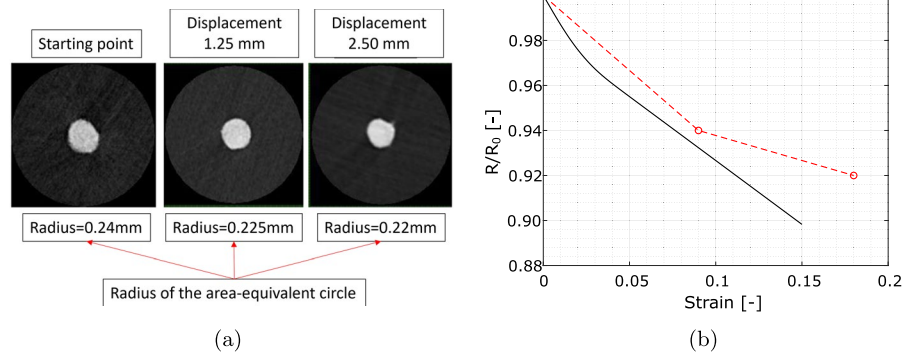 Starting point
Displacement
1.25 mm
Displacement
2.50 mm
Radius=0.24mm
Radius=0.225mm
Radius=0.22mm
Radius of the area-equivalent circle
(a)
R/R0 [-]
0.98
0.96
0.94
0.92
0.90
0.88
0
0.05
0.10
0.15
0.2
Strain [-]
(b)